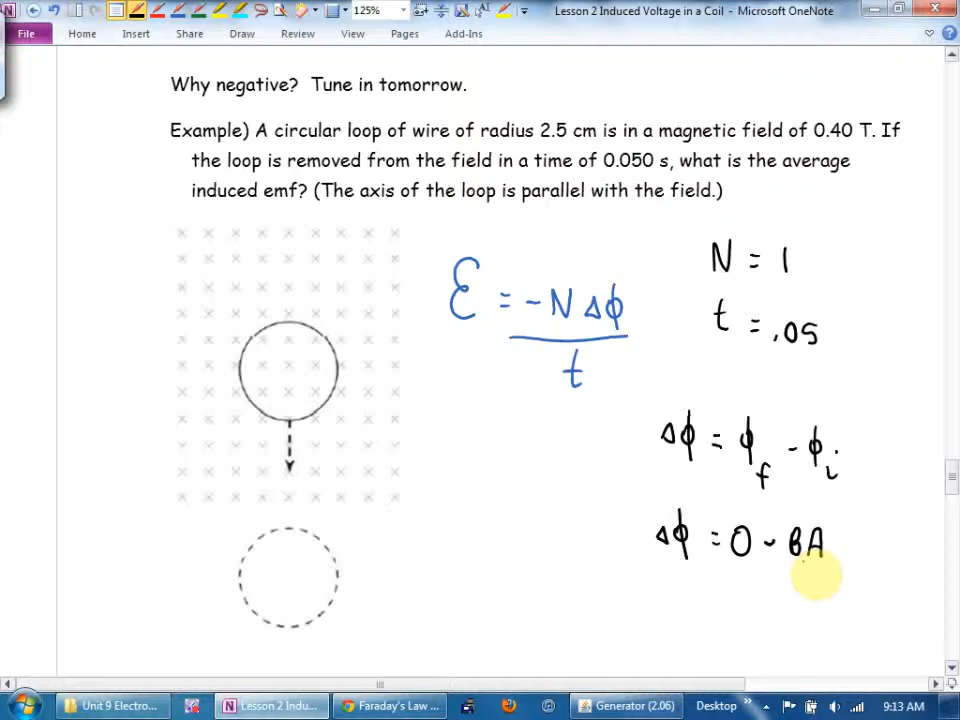 Lesson 2 Induced Voltage in a Coil - Microsoft OneNote
125%
File Home Insert Share Draw Review View Pages Add-Ins
Why negative? Tune in tomorrow.
Example) A circular loop of wire of radius 2.5 cm is in a magnetic field of 0.40 T. If
the loop is removed from the field in a time of 0.050 s, what is the average
induced emf? (The axis of the loop is parallel with the field.)
N = 1
ℰ = -NΔϕ
t
t = .05
Δϕ = ϕf - ϕi
Δϕ = 0 - BA
Unit 9 Electro... Lesson 2 Indu... Faraday's Law ... Generator (2.06) Desktop 9:13 AM